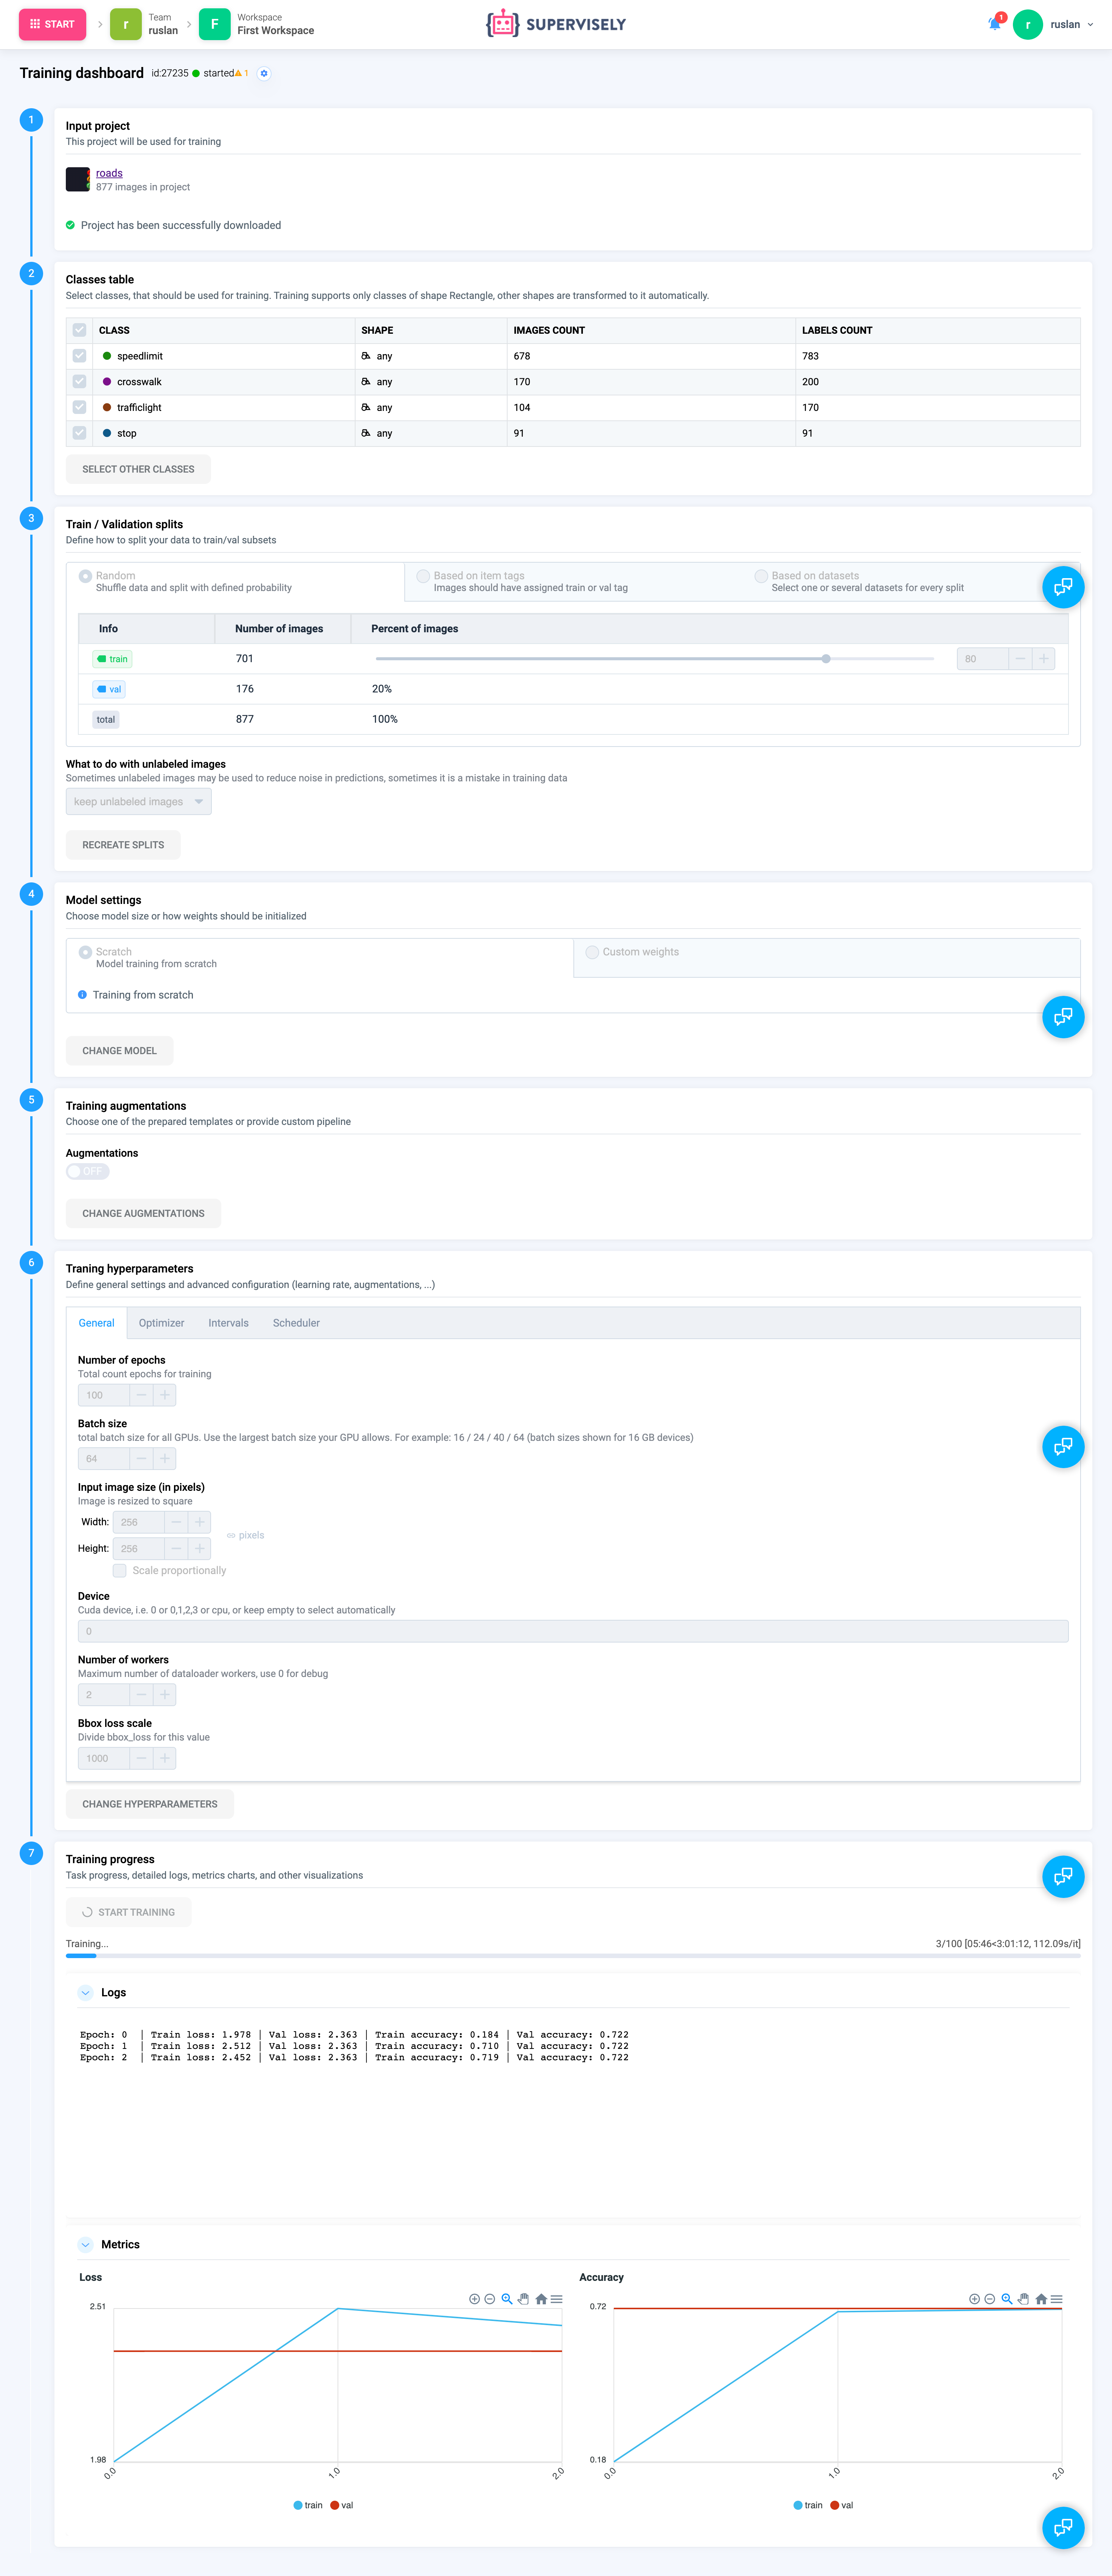 START
r
Team
ruslan
F
Workspace
First Workspace
SUPERVISELY
1
r
ruslan
Training dashboard id:27235 started 1
1
Input project
This project will be used for training
roads
877 images in project
Project has been successfully downloaded
2
Classes table
Select classes, that should be used for training. Training supports only classes of shape Rectangle, other shapes are transformed to it automatically.
CLASS SHAPE IMAGES COUNT LABELS COUNT
speedlimit any 678 783
crosswalk any 170 200
trafficlight any 104 170
stop any 91 91
SELECT OTHER CLASSES
3
Train / Validation splits
Define how to split your data to train/val subsets
Random Based on item tags Based on datasets
Shuffle data and split with defined probability Images should have assigned train or val tag Select one or several datasets for every split
Info Number of images Percent of images
train 701 80
val 176 20%
total 877 100%
What to do with unlabeled images
Sometimes unlabeled images may be used to reduce noise in predictions, sometimes it is a mistake in training data
keep unlabeled images
RECREATE SPLITS
4
Model settings
Choose model size or how weights should be initialized
Scratch Custom weights
Model training from scratch
Training from scratch
CHANGE MODEL
5
Training augmentations
Choose one of the prepared templates or provide custom pipeline
Augmentations
OFF
CHANGE AUGMENTATIONS
6
Traning hyperparameters
Define general settings and advanced configuration (learning rate, augmentations, ...)
General Optimizer Intervals Scheduler
Number of epochs
Total count epochs for training
100
Batch size
total batch size for all GPUs. Use the largest batch size your GPU allows. For example: 16 / 24 / 40 / 64 (batch sizes shown for 16 GB devices)
64
Input image size (in pixels)
Image is resized to square
Width: 256
pixels
Height: 256
Scale proportionally
Device
Cuda device, i.e. 0 or 0,1,2,3 or cpu, or keep empty to select automatically
0
Number of workers
Maximum number of dataloader workers, use 0 for debug
2
Bbox loss scale
Divide bbox_loss for this value
1000
CHANGE HYPERPARAMETERS
7
Training progress
Task progress, detailed logs, metrics charts, and other visualizations
START TRAINING
Training... 3/100 [05:46<3:01:12, 112.09s/it]
Logs
Epoch: 0 | Train loss: 1.978 | Val loss: 2.363 | Train accuracy: 0.184 | Val accuracy: 0.722
Epoch: 1 | Train loss: 2.512 | Val loss: 2.363 | Train accuracy: 0.710 | Val accuracy: 0.722
Epoch: 2 | Train loss: 2.452 | Val loss: 2.363 | Train accuracy: 0.719 | Val accuracy: 0.722
Metrics
Loss
2.51
1.98
0.0 1.0 2.0
train val
Accuracy
0.72
0.18
0.0 1.0 2.0
train val